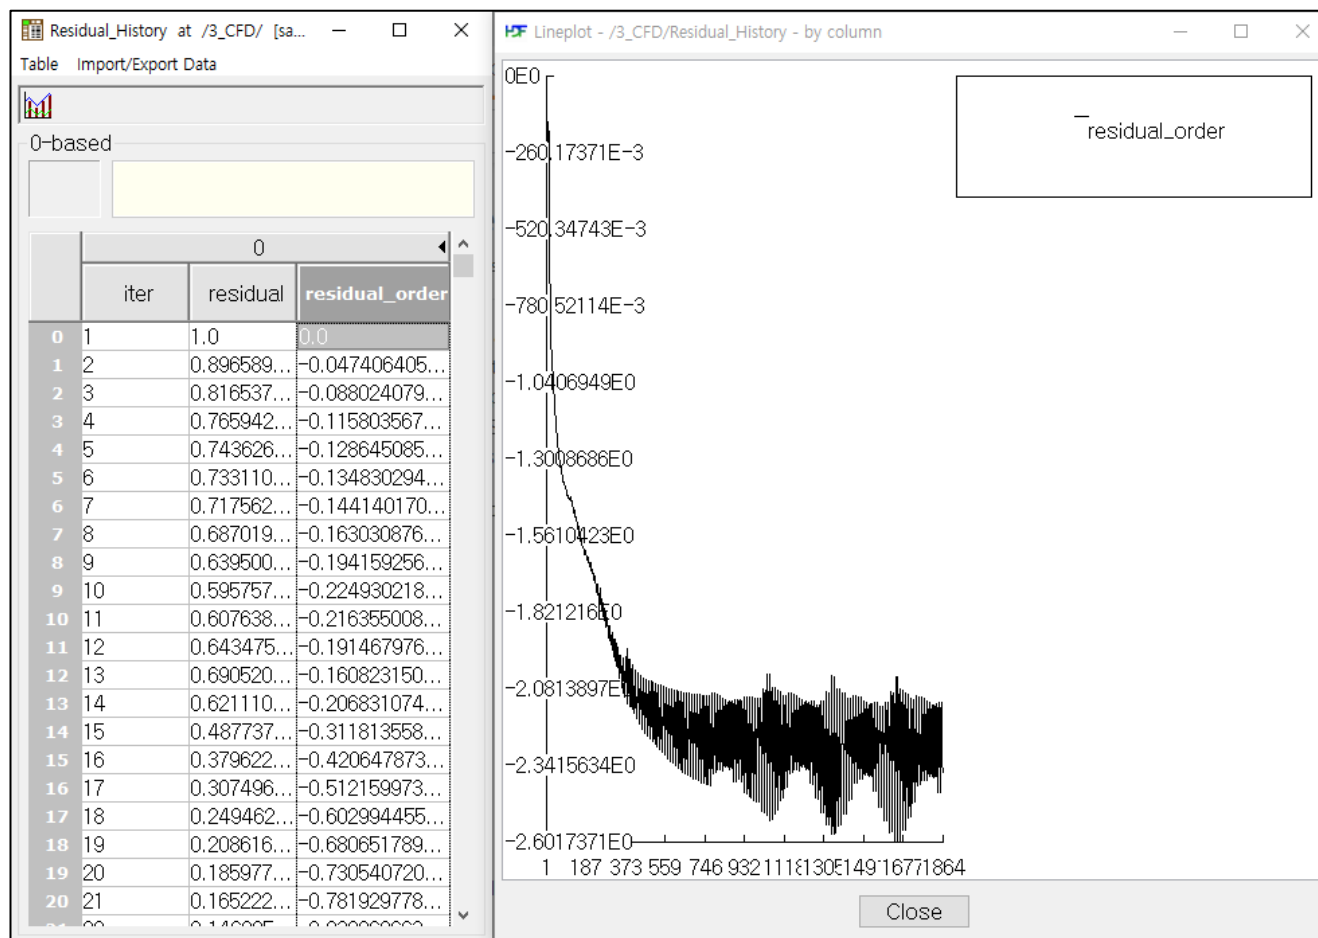 Residual_History at /3_CFD/ [sa...
Table Import/Export Data
0-based
0
iter residual residual_order
0 1 1.0 0.0
1 2 0.896589... -0.047406405...
2 3 0.816537... -0.088024079...
3 4 0.765942... -0.115803567...
4 5 0.743626... -0.128645085...
5 6 0.733110... -0.134830294...
6 7 0.717562... -0.144140170...
7 8 0.687019... -0.163030876...
8 9 0.639500... -0.194159256...
9 10 0.595757... -0.224930218...
10 11 0.607638... -0.216355008...
11 12 0.643475... -0.191467976...
12 13 0.690520... -0.160823150...
13 14 0.621110... -0.206831074...
14 15 0.487737... -0.311813558...
15 16 0.379622... -0.420647873...
16 17 0.307496... -0.512159973...
17 18 0.249462... -0.602994455...
18 19 0.208616... -0.680651789...
19 20 0.185977... -0.730540720...
20 21 0.165222... -0.781929778...
HDF Lineplot - /3_CFD/Residual_History - by column
0E0
-260.17371E-3
-520.34743E-3
-780.52114E-3
-1.0406949E0
-1.3008686E0
-1.5610423E0
-1.821216E0
-2.0813897E0
-2.3415634E0
-2.6017371E0
1 187 373 559 746 932 1118 1305 1491 1677 1864
residual_order
Close